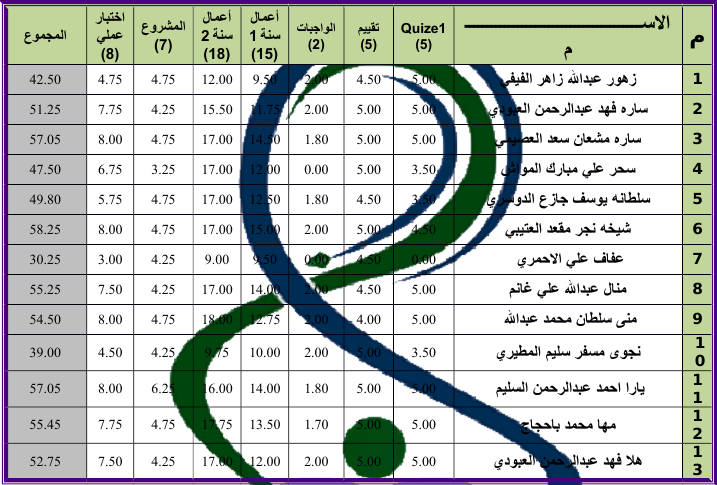 م الاســـــــــــــــــــــــم Quize1 (5) تقييم (5) الواجبات (2) أعمال سنة 1 (15) أعمال سنة 2 (18) المشروع (7) اختبار عملي (8) المجموع
1 زهور عبدالله زاهر الفيفي 5.00 4.50 2.00 9.50 12.00 4.75 4.75 42.50
2 ساره فهد عبدالرحمن العبودي 5.00 5.00 2.00 11.75 15.50 4.25 7.75 51.25
3 ساره مشعان سعد العصيمي 5.00 5.00 1.80 14.50 17.00 4.75 8.00 57.05
4 سحر علي مبارك المواش 3.50 5.00 0.00 12.00 17.00 3.25 6.75 47.50
5 سلطانه يوسف جازع الدوسري 3.50 4.50 1.80 12.50 17.00 4.75 5.75 49.80
6 شيخه نجر مقعد العتيبي 4.50 5.00 2.00 15.00 17.00 4.75 8.00 58.25
7 عفاف علي الاحمري 0.00 4.50 0.00 9.50 9.00 4.25 3.00 30.25
8 منال عبدالله علي غانم 5.00 4.50 2.00 14.00 17.00 4.25 7.50 55.25
9 منى سلطان محمد عبدالله 5.00 4.00 2.00 12.75 18.00 4.75 8.00 54.50
10 نجوى مسفر سليم المطيري 3.50 5.00 2.00 10.00 9.75 4.25 4.50 39.00
11 يارا احمد عبدالرحمن السليم 5.00 5.00 1.80 14.00 16.00 6.25 8.00 57.05
12 مها محمد باحجاج 5.00 5.00 1.70 13.50 17.75 4.75 7.75 55.45
13 هلا فهد عبدالرحمن العبودي 5.00 5.00 2.00 12.00 17.00 4.25 7.50 52.75